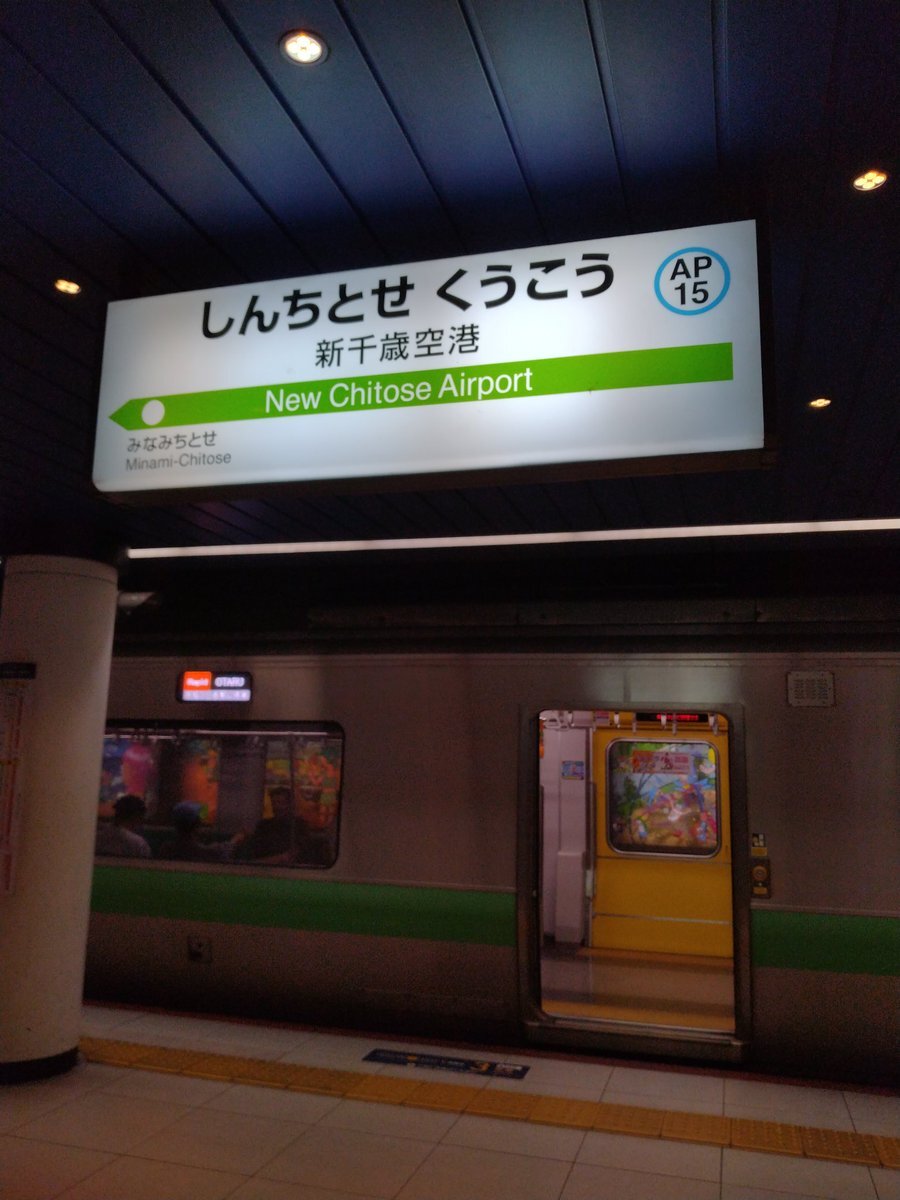 しんちとせ くうこう
AP
15
新千歳空港
New Chitose Airport
みなみちとせ
Minami-Chitose
Rapid OTARU